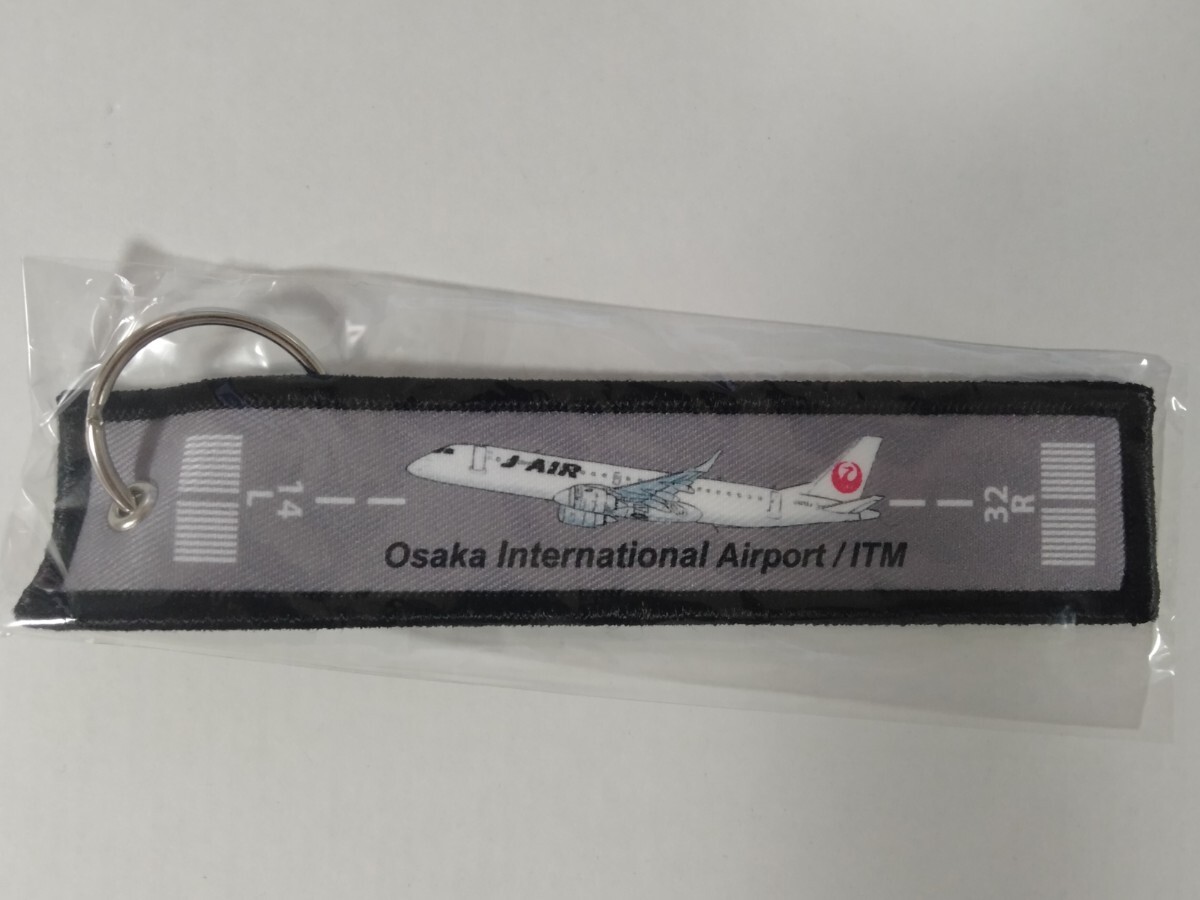 14
L
J-AIR
32
R
Osaka International Airport / ITM